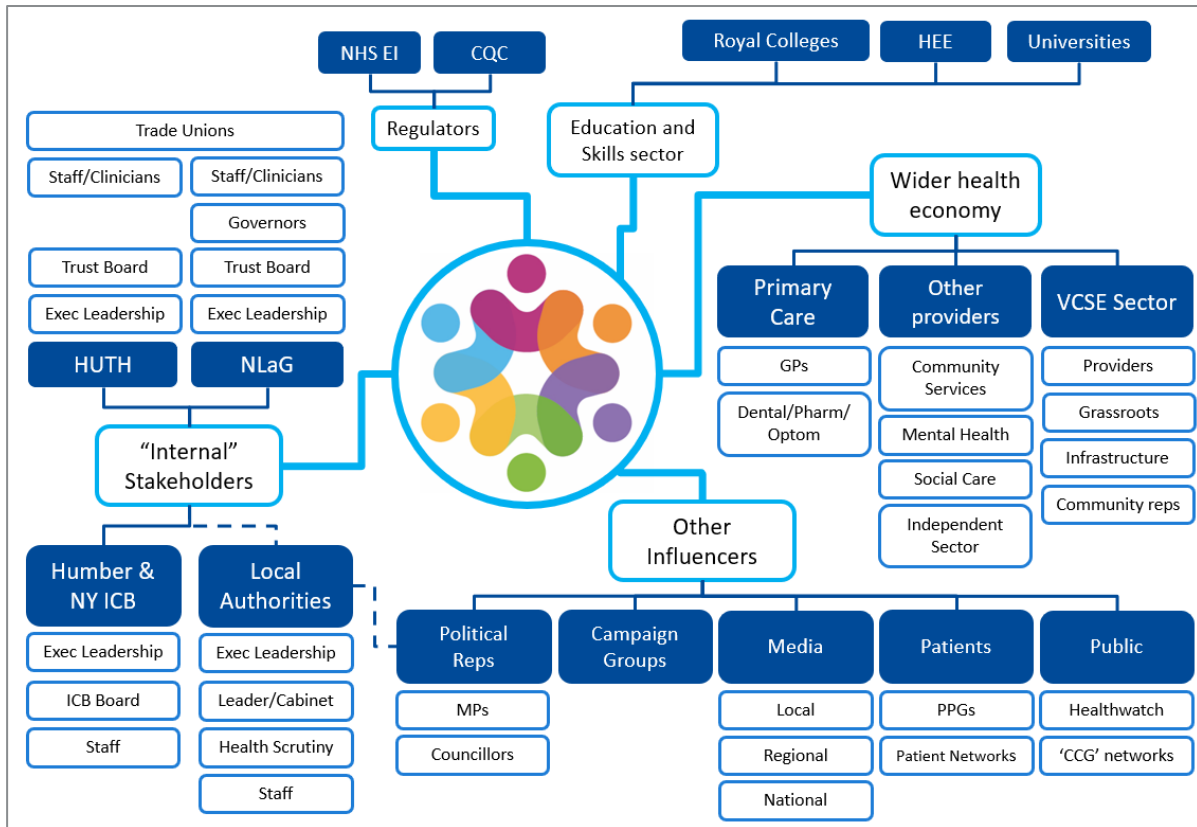 NHS EI
CQC
Royal Colleges
HEE
Universities
Regulators
Education and
Skills sector
Trade Unions
Staff/Clinicians
Staff/Clinicians
Governors
Trust Board
Trust Board
Exec Leadership
Exec Leadership
HUTH
NLaG
“Internal”
Stakeholders
Humber &
NY ICB
Exec Leadership
ICB Board
Staff
Local
Authorities
Exec Leadership
Leader/Cabinet
Health Scrutiny
Staff
Wider health
economy
Primary
Care
GPs
Dental/Pharm/
Optom
Other
providers
Community
Services
Mental Health
Social Care
Independent
Sector
VCSE Sector
Providers
Grassroots
Infrastructure
Community reps
Other
Influencers
Political
Reps
MPs
Councillors
Campaign
Groups
Media
Local
Regional
National
Patients
PPGs
Patient Networks
Public
Healthwatch
‘CCG’ networks